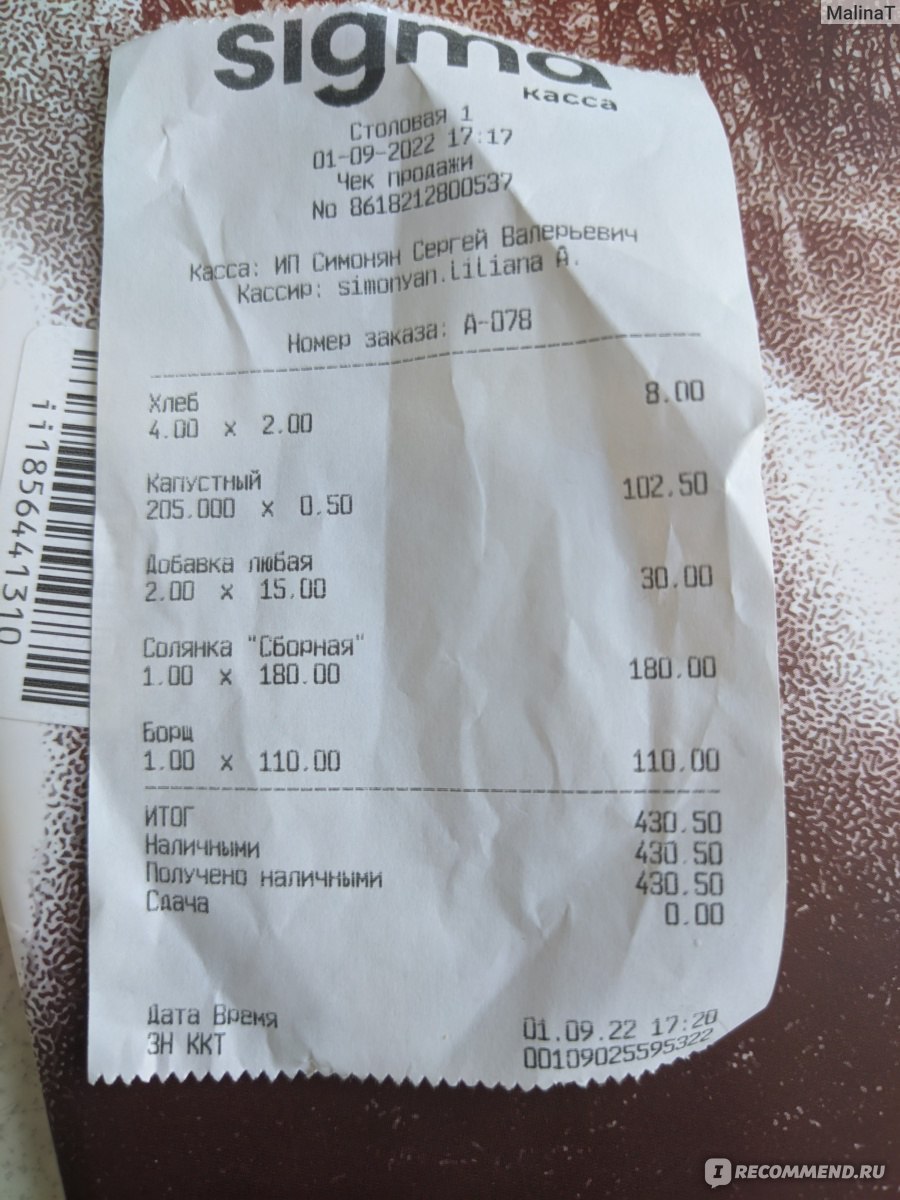 MalinaT
sigma
касса
Столовая 1
01-09-2022 17:17
Чек продажи
No 8618212800537
Касса: ИП Симонян Сергей Валерьевич
Кассир: simonyan.liliana A.
Номер заказа: A-078
Хлеб 8.00
4.00 x 2.00
Капустный 102.50
205.000 x 0.50
Добавка любая 30.00
2.00 x 15.00
Солянка "Сборная" 180.00
1.00 x 180.00
Борщ 110.00
1.00 x 110.00
ИТОГ 430.50
Наличными 430.50
Получено наличными 430.50
Сдача 0.00
Дата Время 01.09.22 17:20
ЗН ККТ 00109025595322
i11856441310
IRECOMMEND.RU